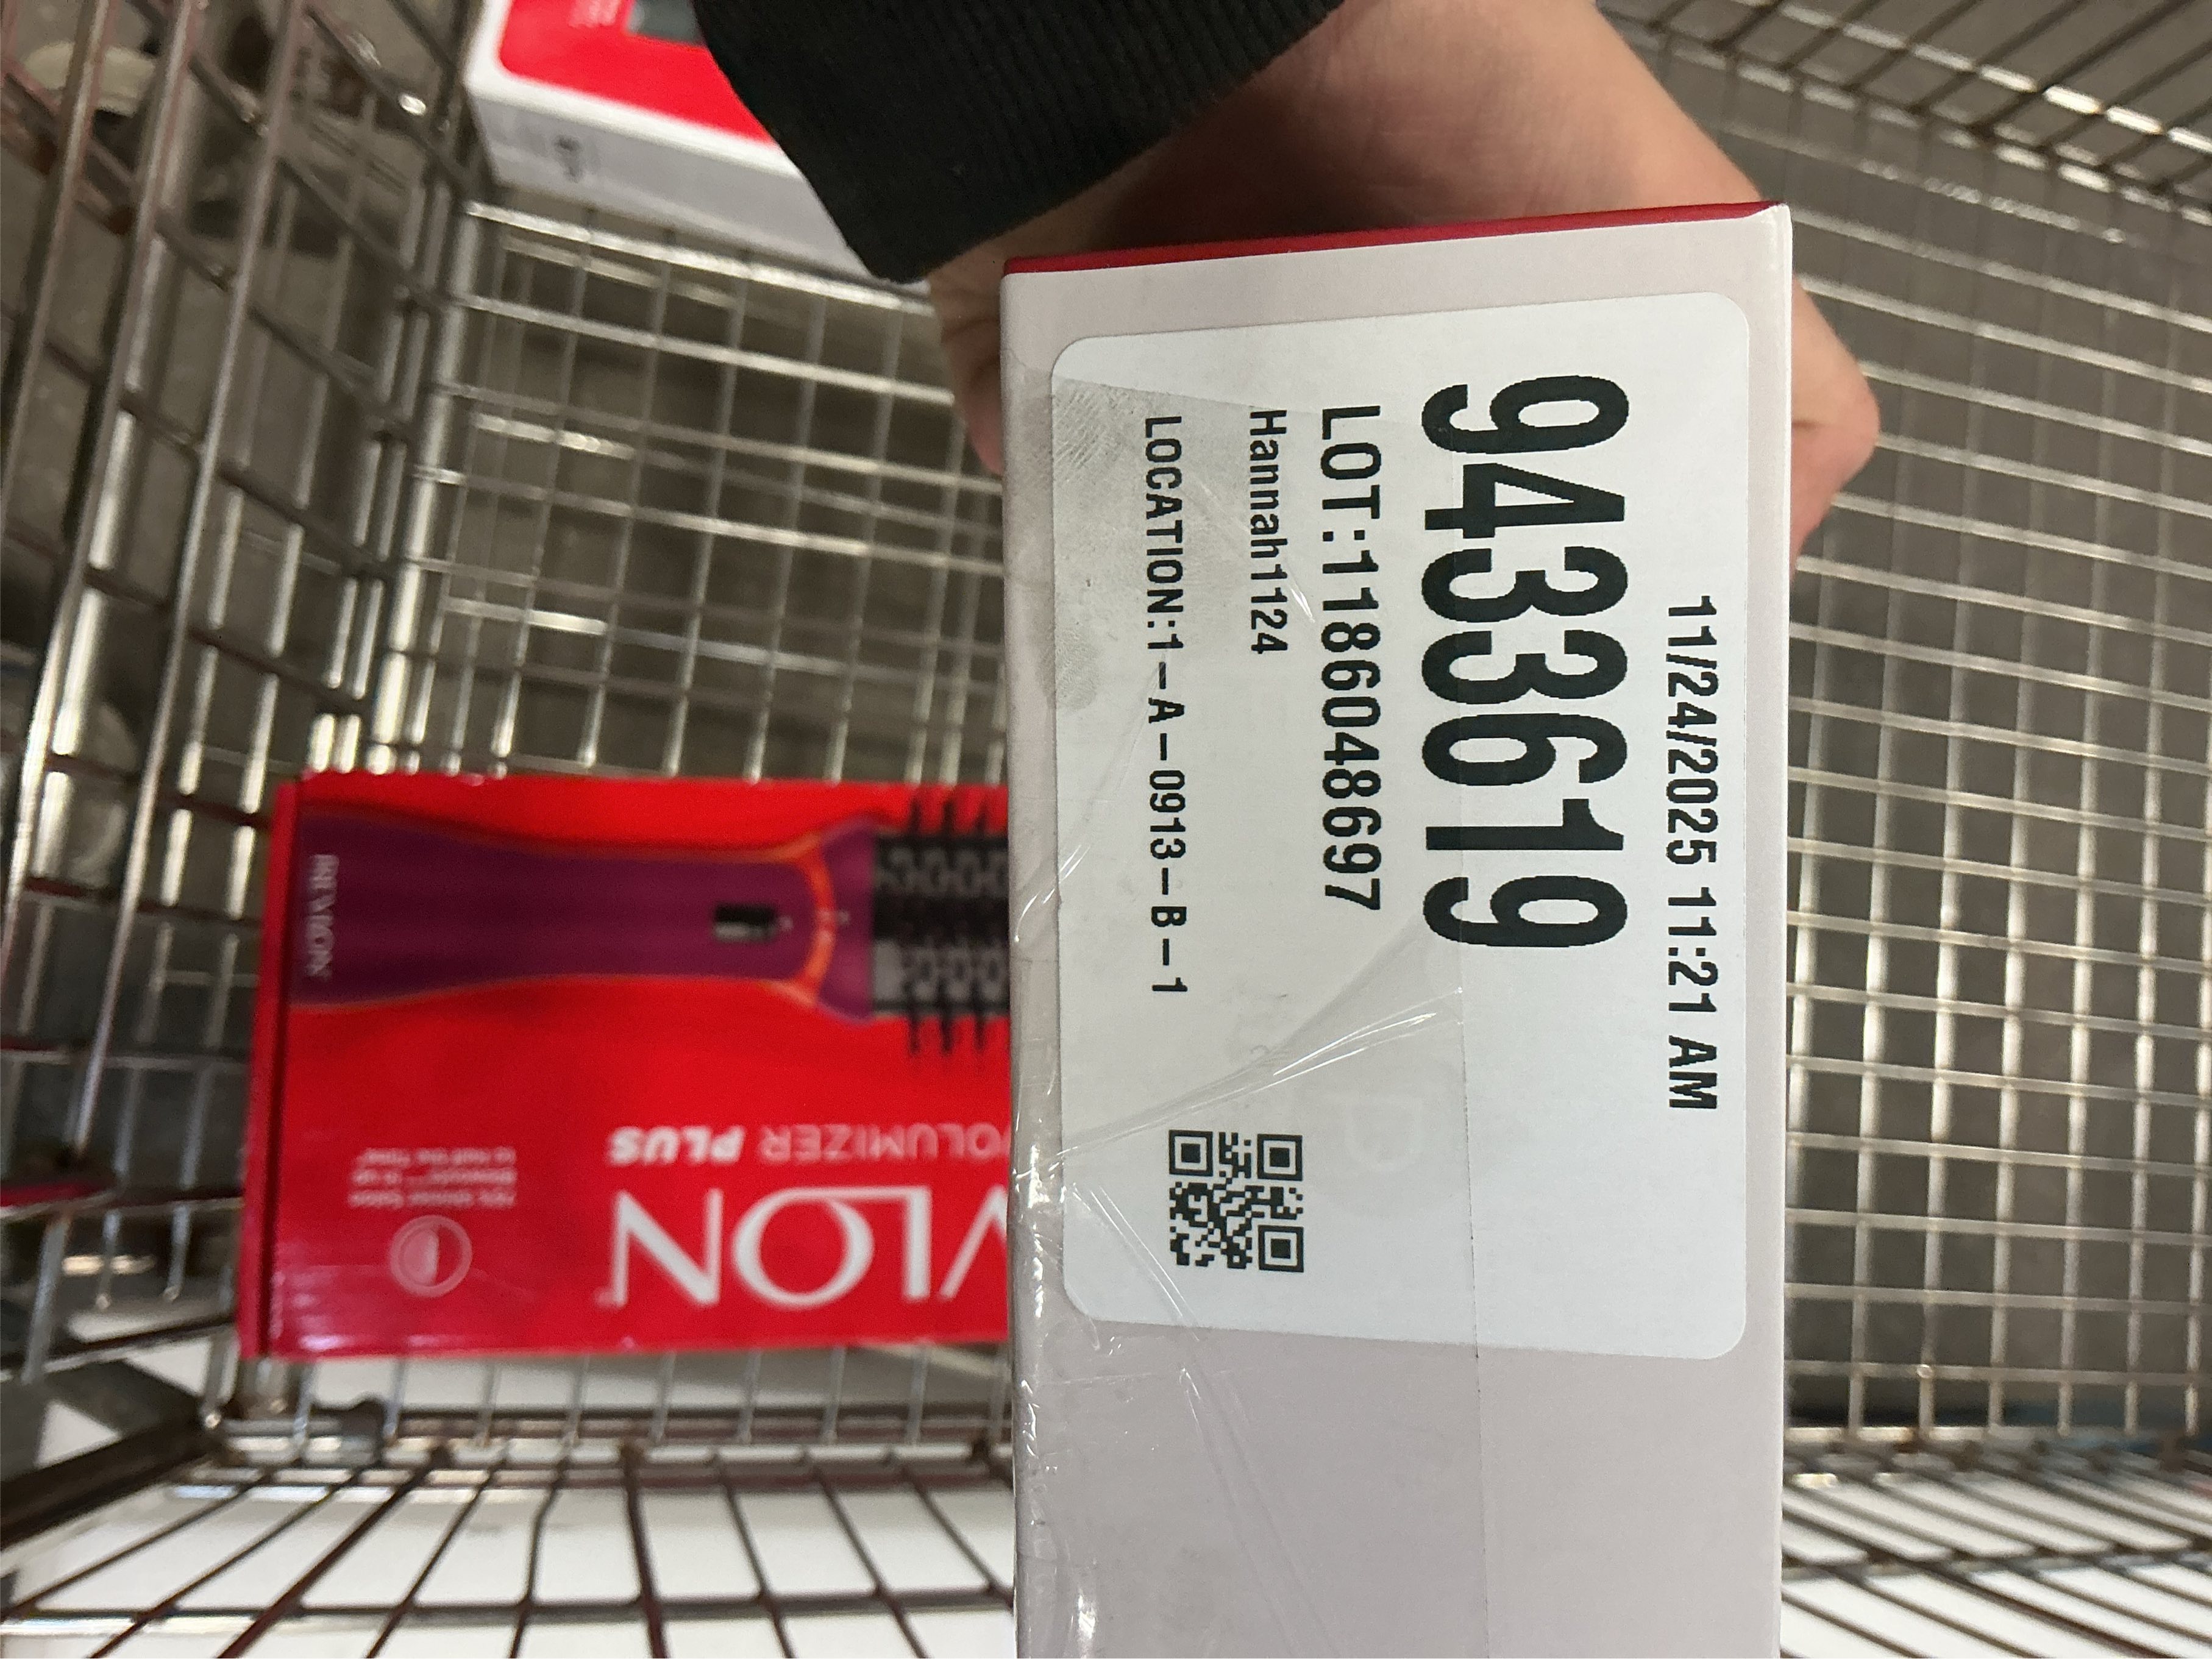 11/24/2025 11:21 AM
9433619
LOT:1186048697
Hannah1124
LOCATION:1-A-0913-B-1
REVLON
VLON
VOLUMIZER PLUS